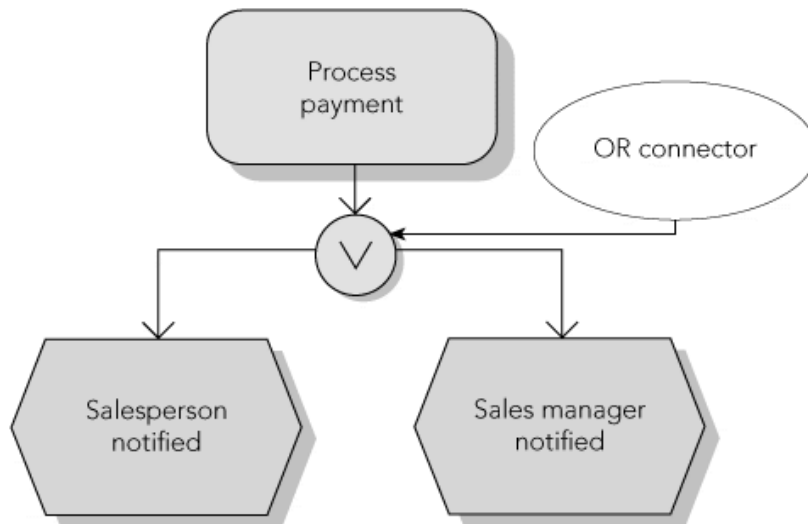 Process
payment
OR connector
Salesperson
notified
Sales manager
notified